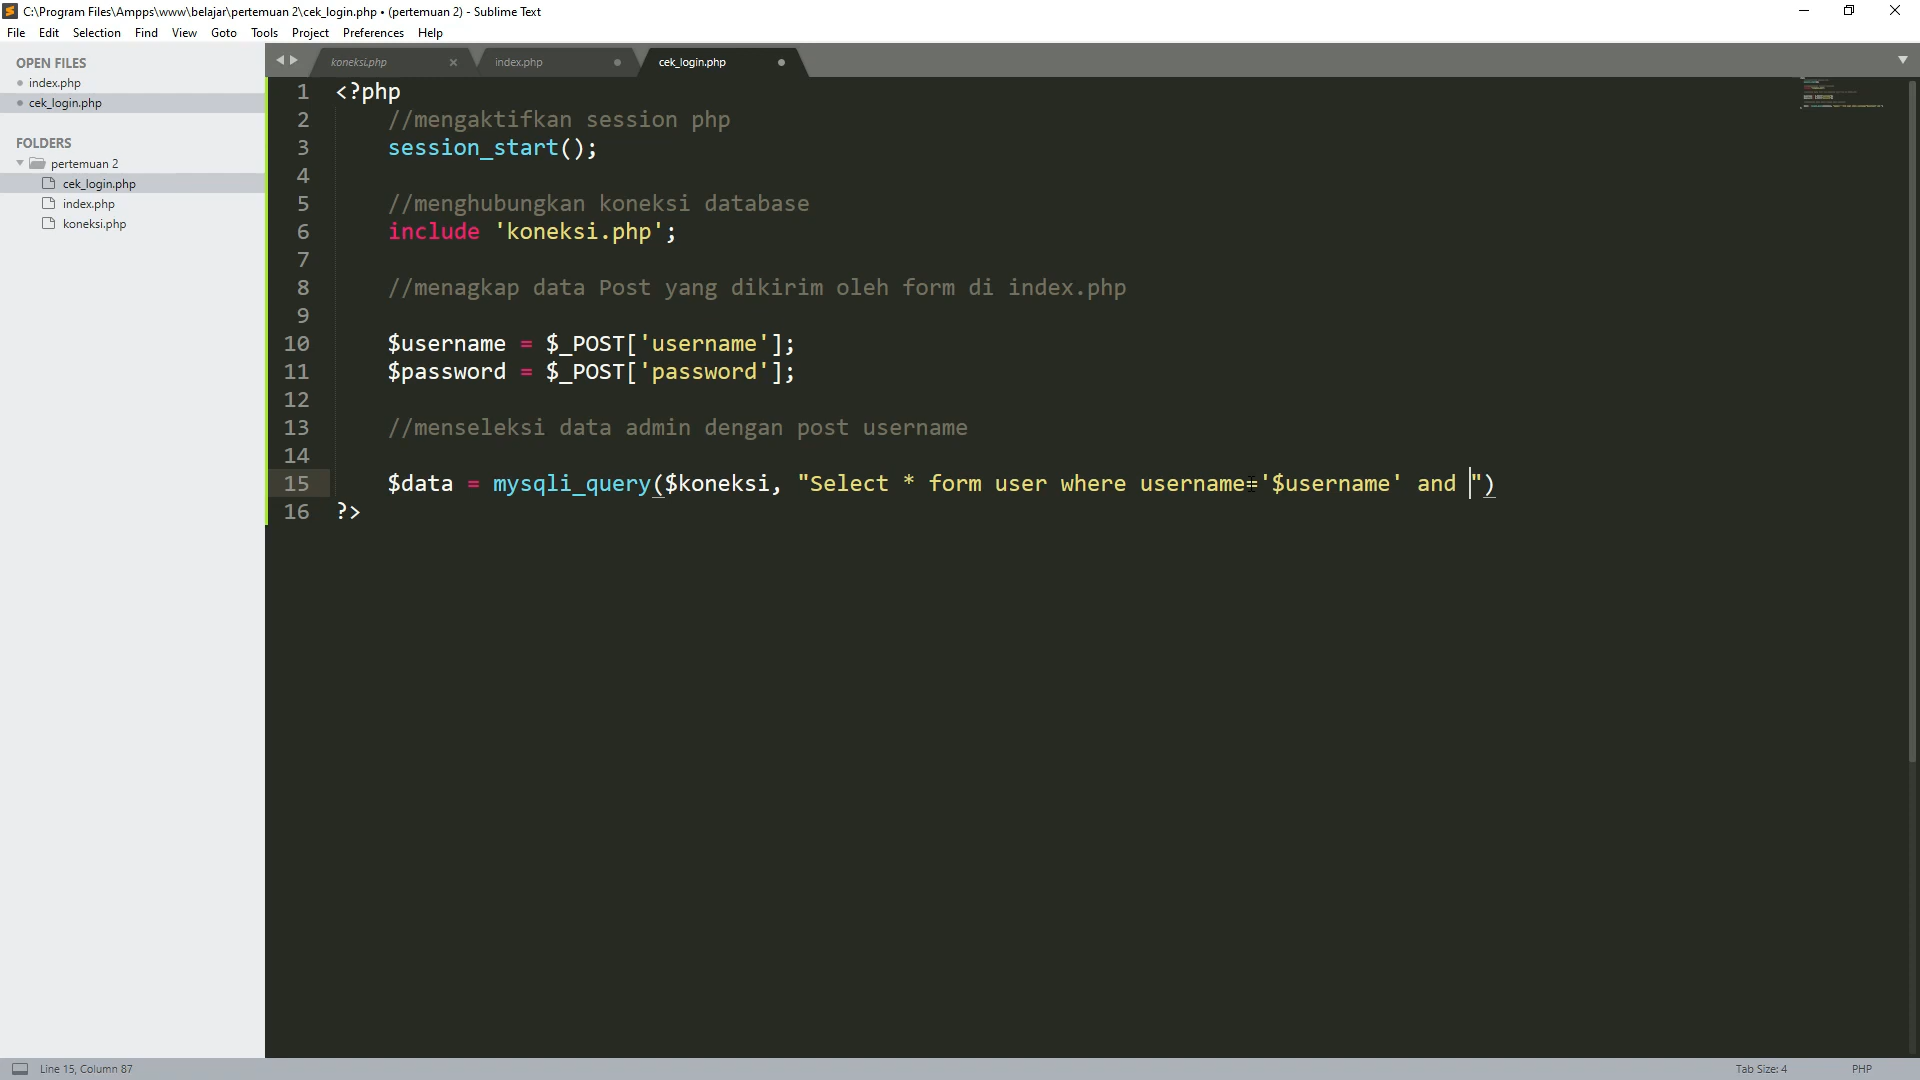 C:\Program Files\Ampps\www\belajar\pertemuan 2\cek_login.php • (pertemuan 2) - Sublime Text
File Edit Selection Find View Goto Tools Project Preferences Help
OPEN FILES
index.php
cek_login.php
FOLDERS
pertemuan 2
cek_login.php
index.php
koneksi.php
koneksi.php index.php cek_login.php
1 <?php
2 //mengaktifkan session php
3 session_start();
4
5 //menghubungkan koneksi database
6 include 'koneksi.php';
7
8 //menagkap data Post yang dikirim oleh form di index.php
9
10 $username = $_POST['username'];
11 $password = $_POST['password'];
12
13 //menseleksi data admin dengan post username
14
15 $data = mysqli_query($koneksi, "Select * form user where username='$username' and ")
16 ?>
Line 15, Column 87
Tab Size: 4
PHP